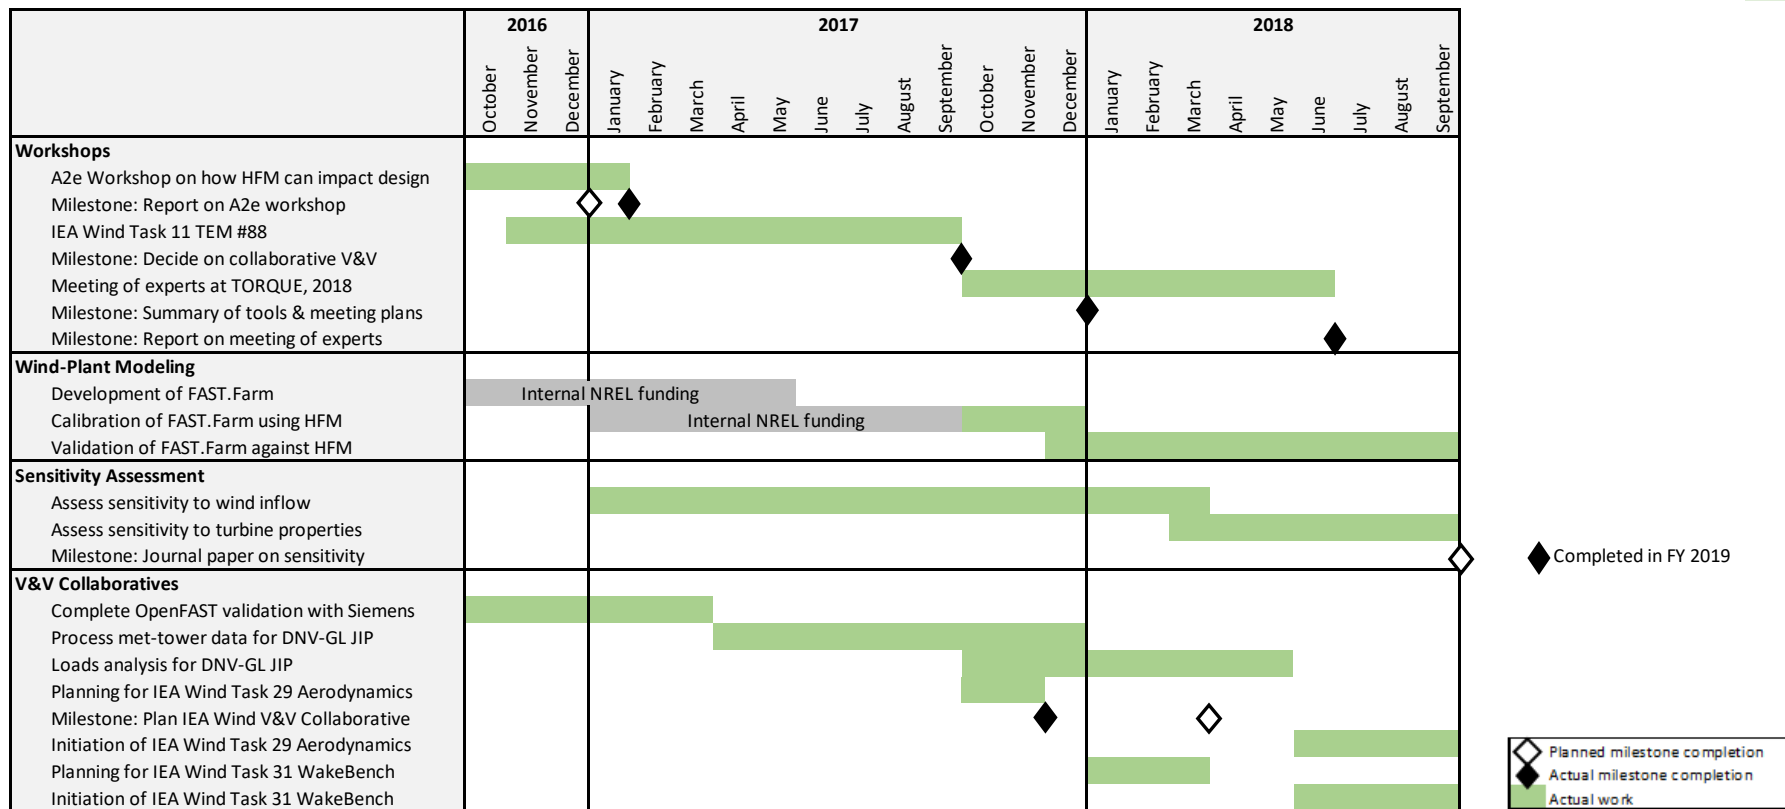 2016 2017 2018
October November December January February March April May June July August September October November December January February March April May June July August September
Workshops
A2e Workshop on how HFM can impact design
Milestone: Report on A2e workshop
IEA Wind Task 11 TEM #88
Milestone: Decide on collaborative V&V
Meeting of experts at TORQUE, 2018
Milestone: Summary of tools & meeting plans
Milestone: Report on meeting of experts
Wind-Plant Modeling
Development of FAST.Farm Internal NREL funding
Calibration of FAST.Farm using HFM Internal NREL funding
Validation of FAST.Farm against HFM
Sensitivity Assessment
Assess sensitivity to wind inflow
Assess sensitivity to turbine properties
Milestone: Journal paper on sensitivity Completed in FY 2019
V&V Collaboratives
Complete OpenFAST validation with Siemens
Process met-tower data for DNV-GL JIP
Loads analysis for DNV-GL JIP
Planning for IEA Wind Task 29 Aerodynamics
Milestone: Plan IEA Wind V&V Collaborative
Initiation of IEA Wind Task 29 Aerodynamics
Planning for IEA Wind Task 31 WakeBench
Initiation of IEA Wind Task 31 WakeBench
Planned milestone completion
Actual milestone completion
Actual work